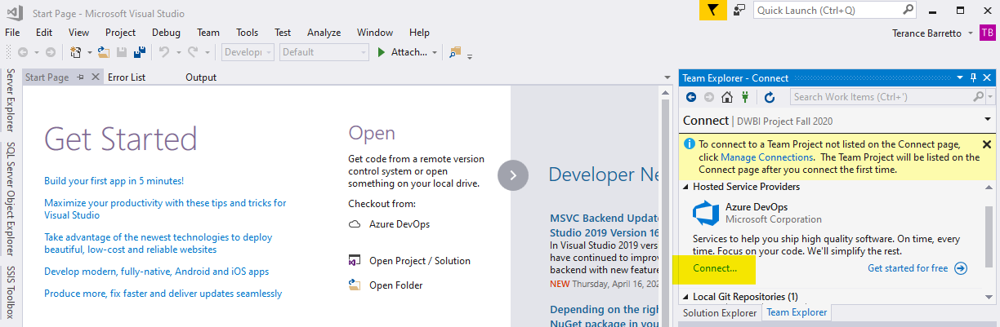 Start Page - Microsoft Visual Studio
Quick Launch (Ctrl+Q)
File Edit View Project Debug Team Tools Test Analyze Window Help
Terance Barretto TB
Default
Attach...
Server Explorer
SQL Server Object Explorer
SSIS Toolbox
Start Page Error List Output
Get Started
Build your first app in 5 minutes!
Maximize your productivity with these tips and tricks for
Visual Studio
Take advantage of the newest technologies to deploy
beautiful, low-cost and reliable websites
Develop modern, fully-native, Android and iOS apps
Produce more, fix faster and deliver updates seamlessly
Open
Get code from a remote version
control system or open
something on your local drive.
Checkout from:
Azure DevOps
Open Project / Solution
Open Folder
Developer Ne
MSVC Backend Update
Studio 2019 Version 16
In Visual Studio 2019 vers
have continued to improv
backend with new feature
NEW Thursday, April 16, 202
Depending on the righ
NuGet package in you
Team Explorer - Connect
Search Work Items (Ctrl+')
Connect | DWBI Project Fall 2020
To connect to a Team Project not listed on the Connect page,
click Manage Connections. The Team Project will be listed on the
Connect page after you connect the first time.
Hosted Service Providers
Azure DevOps
Microsoft Corporation
Services to help you ship high quality software. On time, every
time. Focus on your code. We'll simplify the rest.
Connect... Get started for free
Local Git Repositories (1)
Solution Explorer Team Explorer